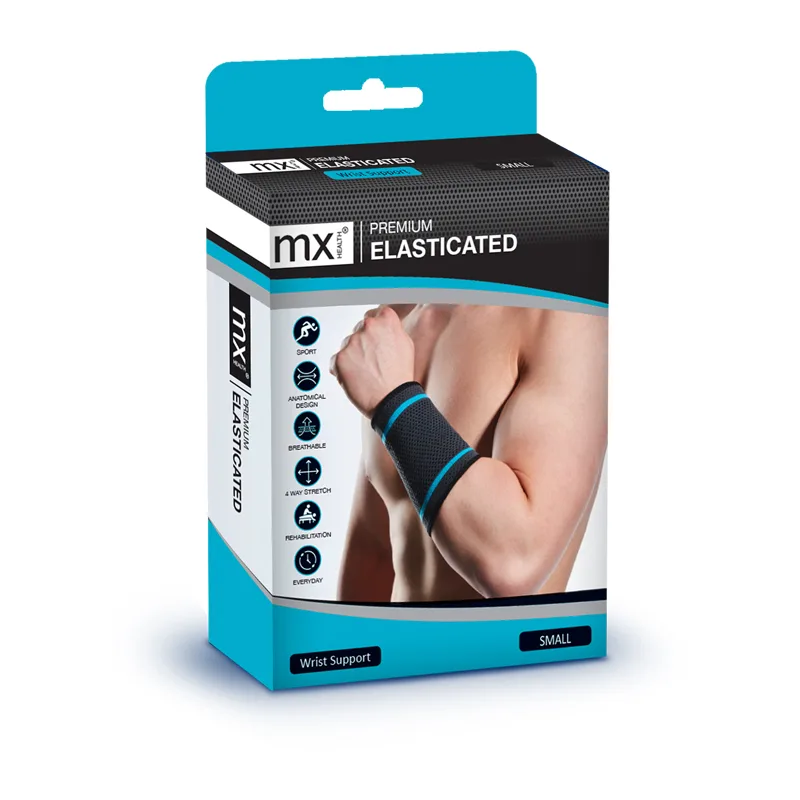 mx HEALTH
PREMIUM
ELASTICATED
Wrist Support
SMALL
mx HEALTH®
PREMIUM
ELASTICATED
mx HEALTH®
PREMIUM
ELASTICATED
SPORT
ANATOMICAL
DESIGN
BREATHABLE
4 WAY STRETCH
REHABILITATION
EVERYDAY
Wrist Support
SMALL